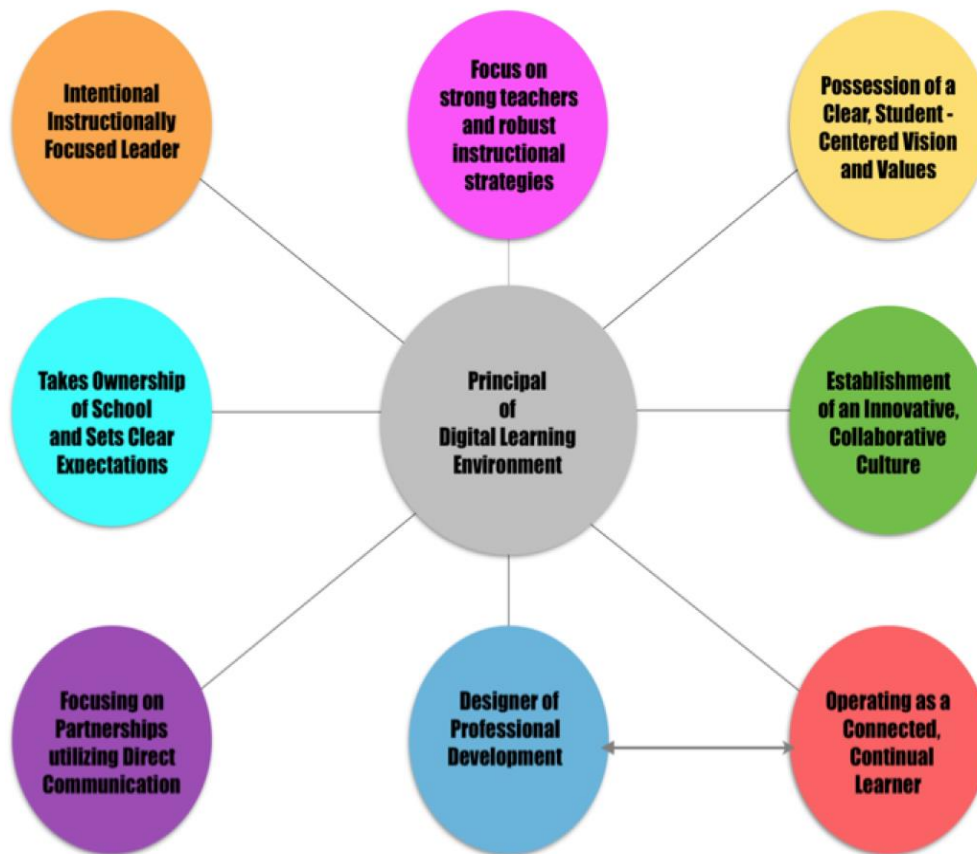 Intentional
Instructionally
Focused Leader
Focus on
strong teachers
and robust
instructional
strategies
Possession of a
Clear, Student -
Centered Vision
and Values
Takes Ownership
of School
and Sets Clear
Expectations
Principal
of
Digital Learning
Environment
Establishment
of an Innovative,
Collaborative
Culture
Focusing on
Partnerships
utilizing Direct
Communication
Designer of
Professional
Development
Operating as a
Connected,
Continual
Learner